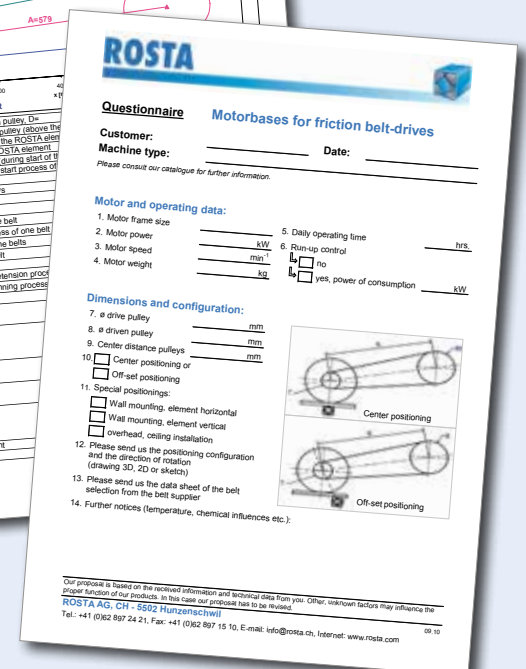 A=579
pulley, D=
pulley (above the
the ROSTA elem
OSTA element
during start of th
start process of
e belt
ss of one belt
ne belts
lt
etension proce
nning process
ROSTA
Questionnaire Motorbases for friction belt-drives
Customer: Date:
Machine type:
Please consult our catalogue for further information.
Motor and operating data:
1. Motor frame size
2. Motor power kW
3. Motor speed min-1
4. Motor weight kg
5. Daily operating time hrs.
6. Run-up control
no
yes, power of consumption kW
Dimensions and configuration:
7. ø drive pulley mm
8. ø driven pulley mm
9. Center distance pulleys mm
10. Center positioning or
Off-set positioning
11. Special positionings:
Wall mounting, element horizontal
Wall mounting, element vertical
overhead, ceiling installation
12. Please send us the positioning configuration
and the direction of rotation
(drawing 3D, 2D or sketch)
13. Please send us the data sheet of the belt
selection from the belt supplier
14. Further notices (temperature, chemical influences etc.):
Center positioning
Off-set positioning
Our proposal is based on the received information and technical data from you. Other, unknown factors may influence the
proper function of our products. In this case our proposal has to be revised.
ROSTA AG, CH - 5502 Hunzenschwil
Tel.: +41 (0)62 897 24 21, Fax: +41 (0)62 897 15 10, E-mail: info@rosta.ch, Internet: www.rosta.com
09.10